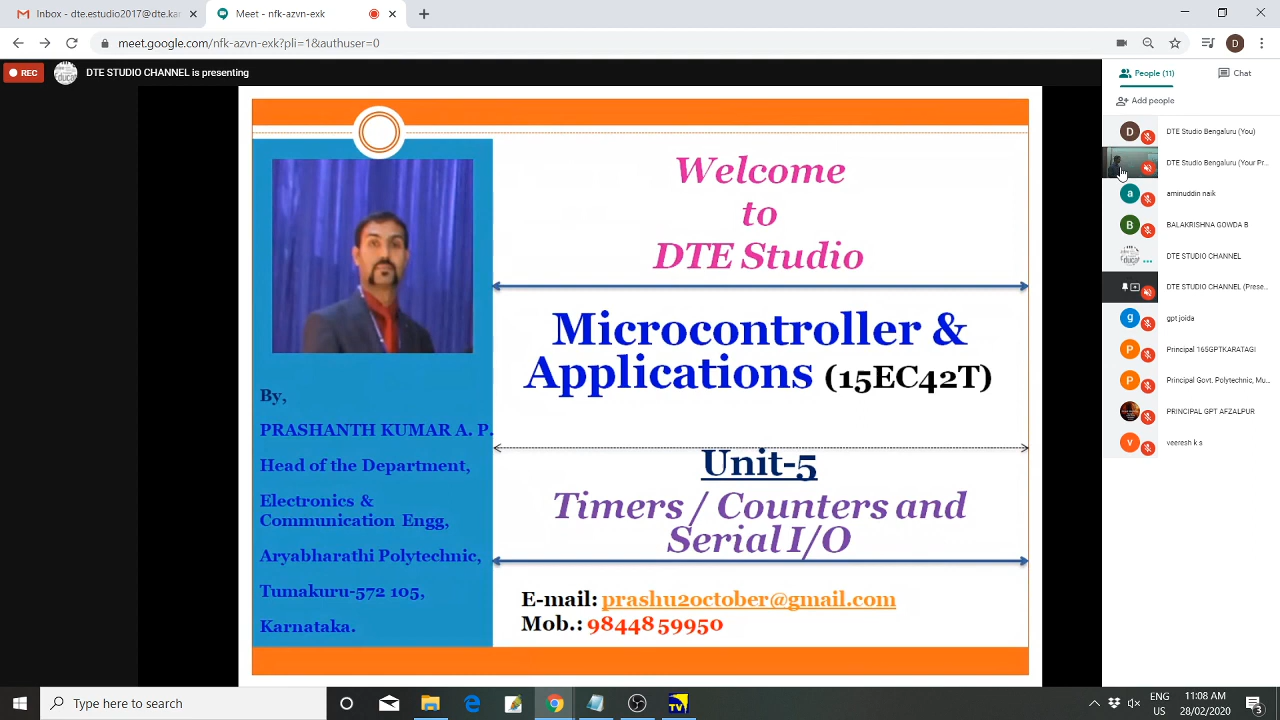 Inbox - dte.estudio2017@dte.kar
Meet - nfk-azvn-exk
meet.google.com/nfk-azvn-exk?pli=1&authuser=0
D
REC
DTE STUDIO CHANNEL is presenting
People (11)
Chat
Add people
D
DTE Studio Bengaluru (You)
DTE Studio Bengaluru (Your Pr...
a
aminuddin naik
B
BALAKRISHNA GOWDA B
DTE STUDIO CHANNEL
DTE STUDIO CHANNEL (Prese...
g
gpt joida
P
Principal 165GPTKARATAGI
P
Principal Govt. Polytechnic, Mu...
PRINCIPAL GPT AFZALPUR
v
veeresh k s
Welcome
to
DTE Studio
Microcontroller &
Applications (15EC42T)
Unit-5
Timers / Counters and
Serial I/O
E-mail: prashu2october@gmail.com
Mob.: 9844859950
By,
PRASHANTH KUMAR A. P.
Head of the Department,
Electronics &
Communication Engg,
Aryabharathi Polytechnic,
Tumakuru-572 105,
Karnataka.
Type here to search
TV
ENG
US
11:08 AM
28/02/2020
3